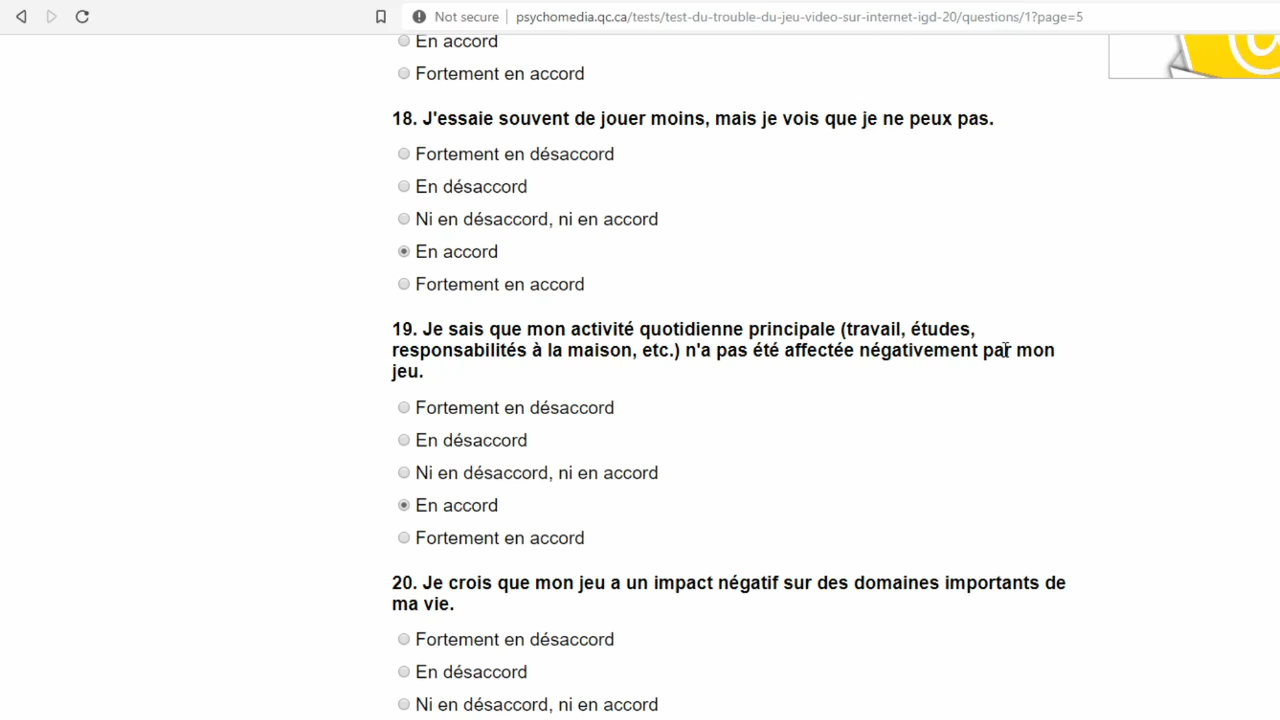 Not secure psychomedia.qc.ca/tests/test-du-trouble-du-jeu-video-sur-internet-igd-20/questions/1?page=5
En accord
Fortement en accord
18. J'essaie souvent de jouer moins, mais je vois que je ne peux pas.
Fortement en désaccord
En désaccord
Ni en désaccord, ni en accord
En accord
Fortement en accord
19. Je sais que mon activité quotidienne principale (travail, études,
responsabilités à la maison, etc.) n'a pas été affectée négativement par mon
jeu.
Fortement en désaccord
En désaccord
Ni en désaccord, ni en accord
En accord
Fortement en accord
20. Je crois que mon jeu a un impact négatif sur des domaines importants de
ma vie.
Fortement en désaccord
En désaccord
Ni en désaccord, ni en accord